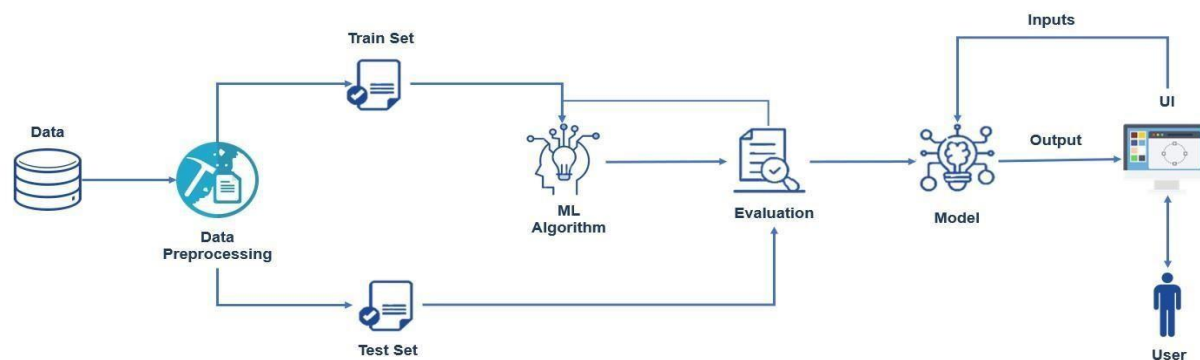 Inputs
Train Set
UI
Data
Output
ML
Algorithm
Evaluation
Model
Data
Preprocessing
Test Set
User